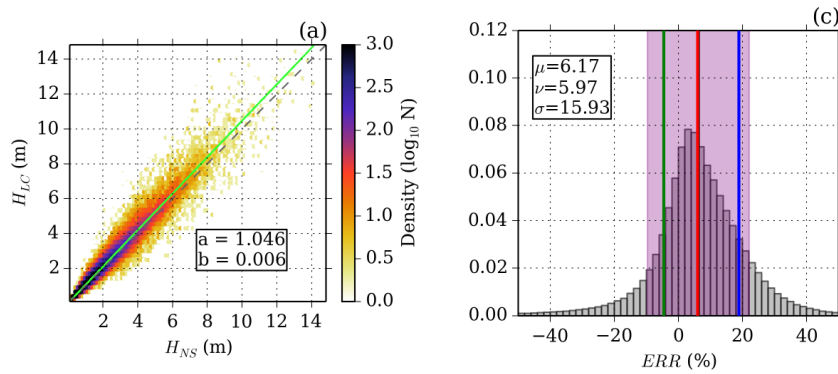 (a)
14
12
10
8
6
4
2
2 4 6 8 10 12 14
H_LC (m)
H_NS (m)
a = 1.046
b = 0.006
3.0
2.5
2.0
1.5
1.0
0.5
0.0
Density (log₁₀ N)
(c)
0.12
0.10
0.08
0.06
0.04
0.02
0.00
−40 −20 0 20 40
ERR (%)
μ=6.17
ν=5.97
σ=15.93